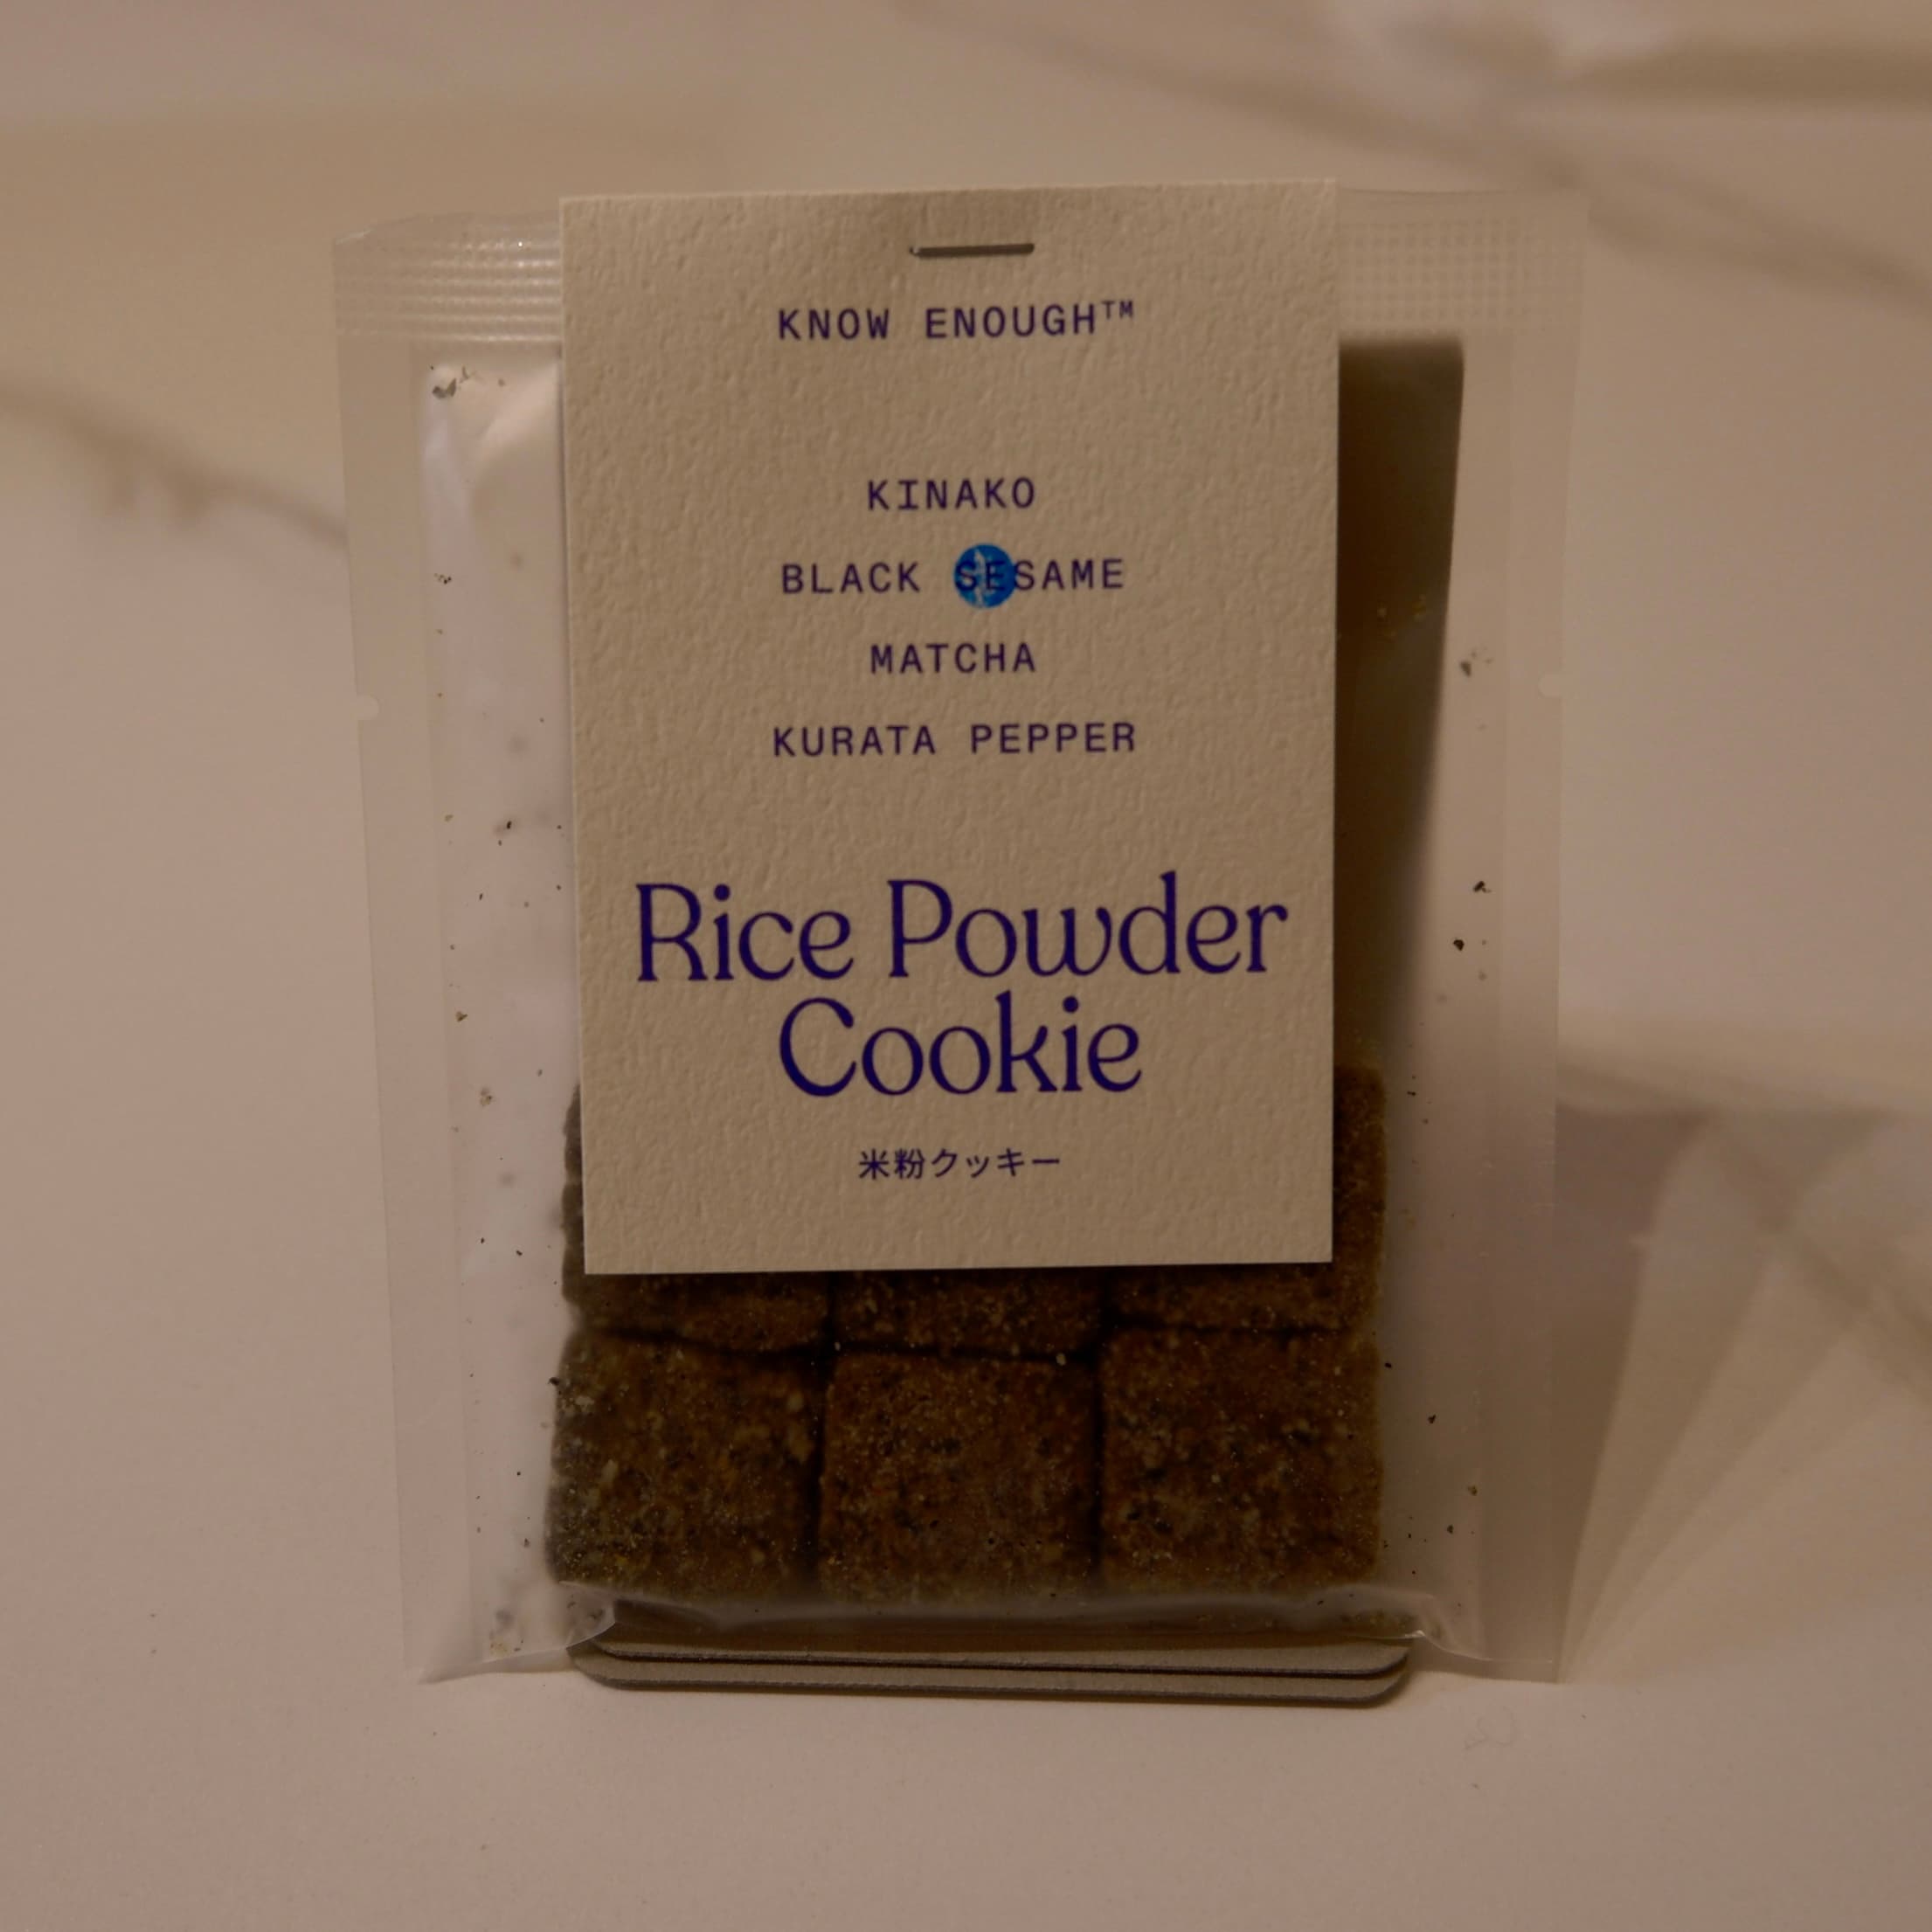 KNOW ENOUGH™
KINAKO
BLACK SESAME
MATCHA
KURATA PEPPER
Rice Powder
Cookie
米粉クッキー